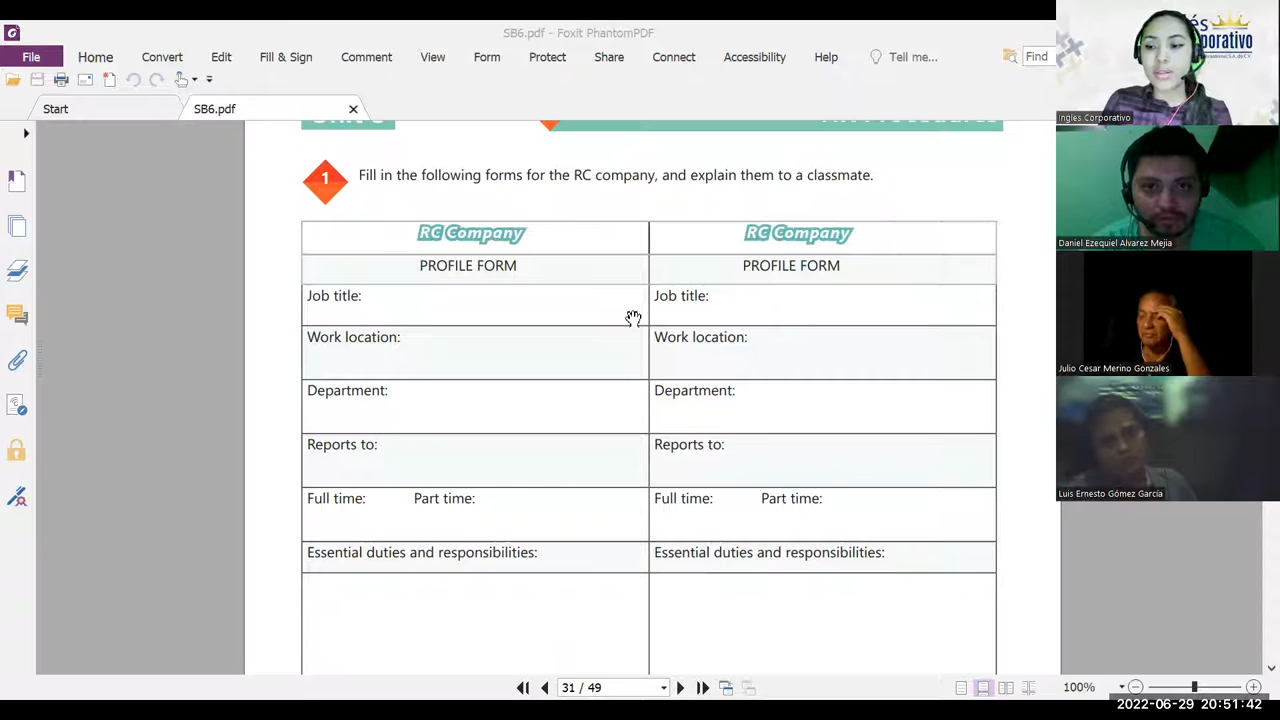 SB6.pdf - Foxit PhantomPDF
File Home Convert Edit Fill & Sign Comment View Form Protect Share Connect Accessibility Help Tell me... Find
Start SB6.pdf
1 Fill in the following forms for the RC company, and explain them to a classmate.
RC Company RC Company
PROFILE FORM PROFILE FORM
Job title: Job title:
Work location: Work location:
Department: Department:
Reports to: Reports to:
Full time: Part time: Full time: Part time:
Essential duties and responsibilities: Essential duties and responsibilities:
31 / 49
100%
2022-06-29 20:51:42
Ingles Corporativo
Daniel Ezequiel Alvarez Mejia
Julio Cesar Merino Gonzales
Luis Ernesto Gómez García